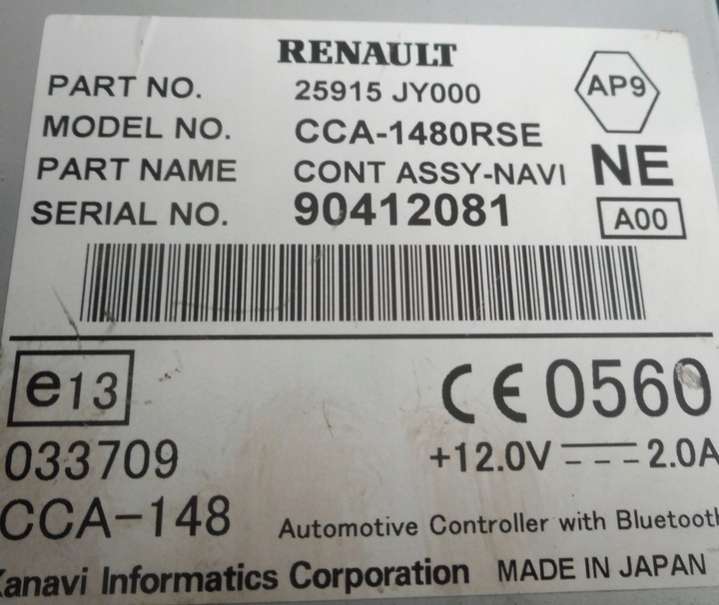 RENAULT
PART NO. 25915 JY000
AP9
MODEL NO. CCA-1480RSE
PART NAME CONT ASSY-NAVI NE
SERIAL NO. 90412081 A00
e13 CE 0560
033709 +12.0V 2.0A
CCA-148 Automotive Controller with Bluetooth
Informatics Corporation MADE IN JAPAN